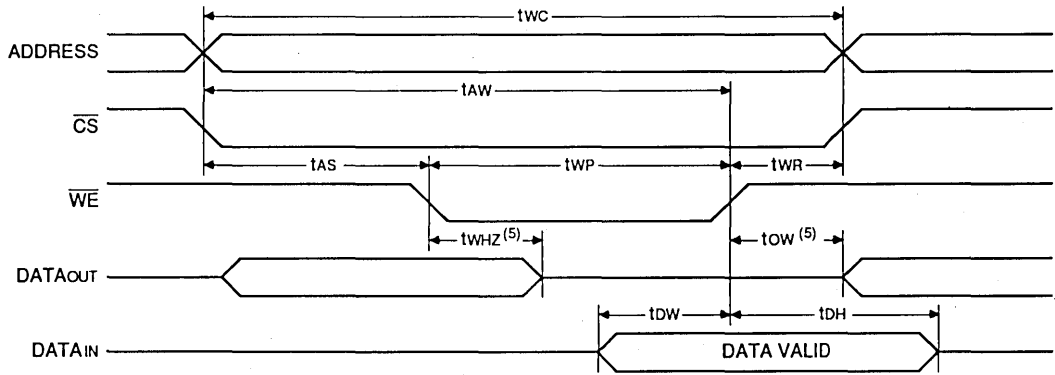 tWC
ADDRESS
tAW
CS
tAS tWP tWR
WE
tWHZ (5) tOW (5)
DATAOUT
tDW tDH
DATAIN DATA VALID